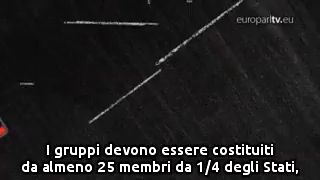 europarltv.eu
I gruppi devono essere costituiti
da almeno 25 membri da 1/4 degli Stati,